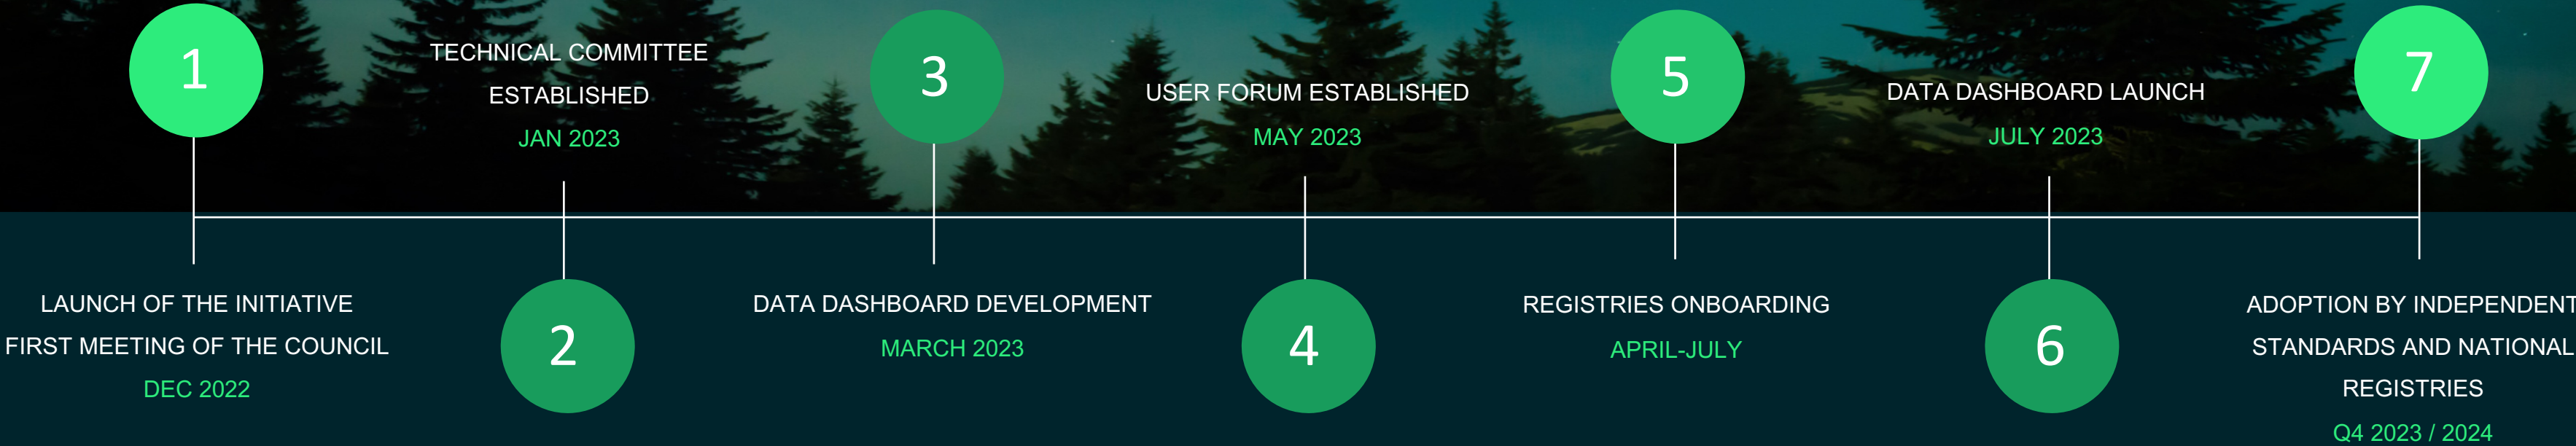 1
LAUNCH OF THE INITIATIVE
FIRST MEETING OF THE COUNCIL
DEC 2022
TECHNICAL COMMITTEE
ESTABLISHED
JAN 2023
2
3
DATA DASHBOARD DEVELOPMENT
MARCH 2023
USER FORUM ESTABLISHED
MAY 2023
4
5
REGISTRIES ONBOARDING
APRIL-JULY
DATA DASHBOARD LAUNCH
JULY 2023
6
7
ADOPTION BY INDEPENDENT
STANDARDS AND NATIONAL
REGISTRIES
Q4 2023 / 2024